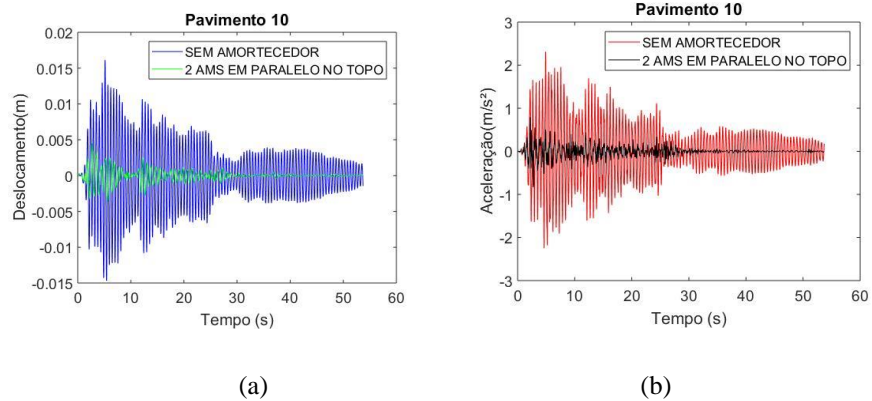 Pavimento 10
SEM AMORTECEDOR
2 AMS EM PARALELO NO TOPO
0.02
0.015
0.01
0.005
0
-0.005
-0.01
-0.015
Deslocamento(m)
0 10 20 30 40 50 60
Tempo (s)
(a)
Pavimento 10
SEM AMORTECEDOR
2 AMS EM PARALELO NO TOPO
3
2
1
0
-1
-2
-3
Aceleração(m/s²)
0 10 20 30 40 50 60
Tempo (s)
(b)